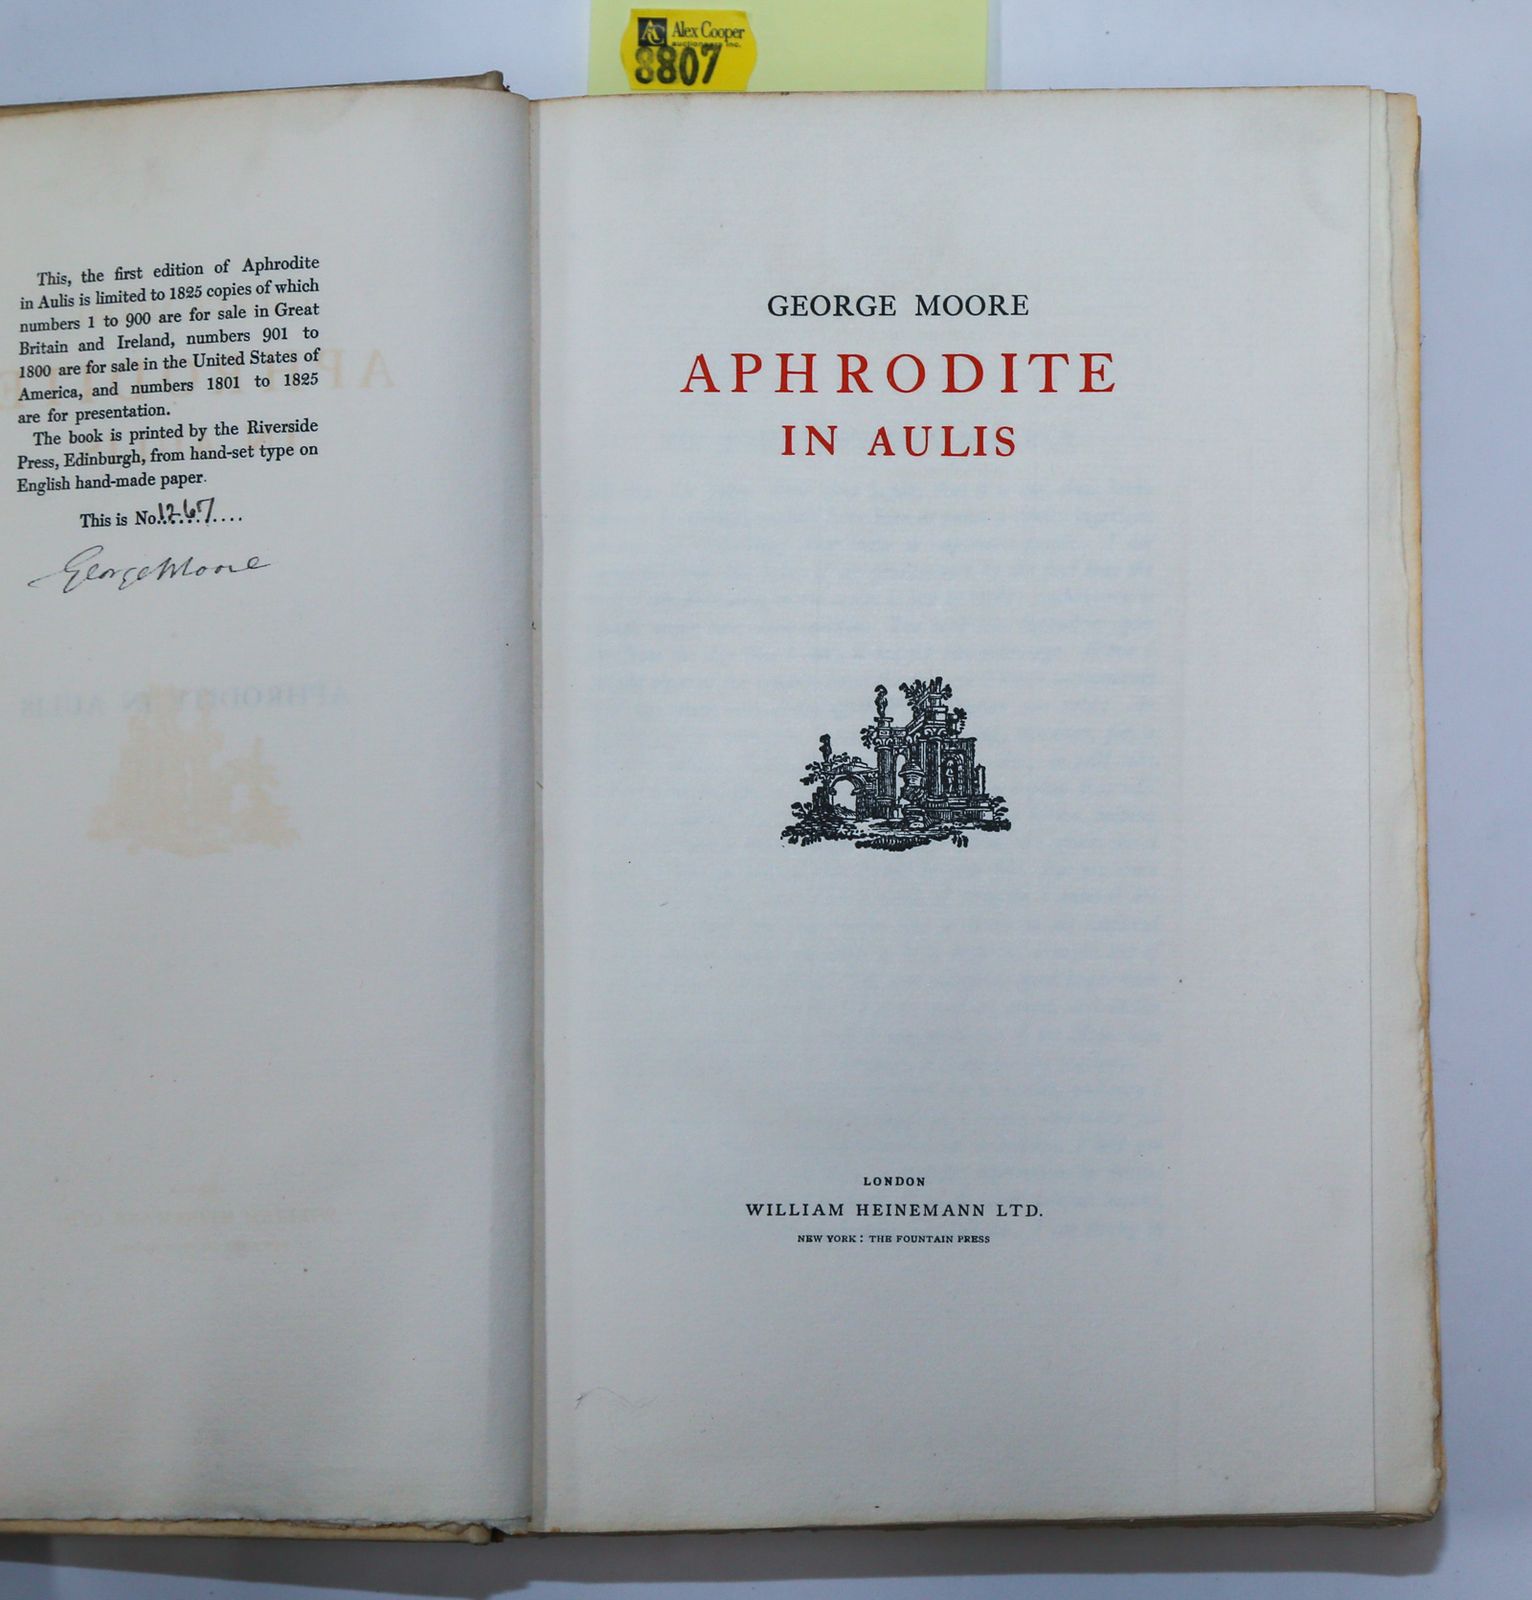 Alex Cooper
auctioneers inc.
8807
This, the first edition of Aphrodite
in Aulis is limited to 1825 copies of which
numbers 1 to 900 are for sale in Great
Britain and Ireland, numbers 901 to
1800 are for sale in the United States of
America, and numbers 1801 to 1825
are for presentation.
The book is printed by the Riverside
Press, Edinburgh, from hand-set type on
English hand-made paper.
This is No. 1267....
George Moore
GEORGE MOORE
APHRODITE
IN AULIS
LONDON
WILLIAM HEINEMANN LTD.
NEW YORK: THE FOUNTAIN PRESS